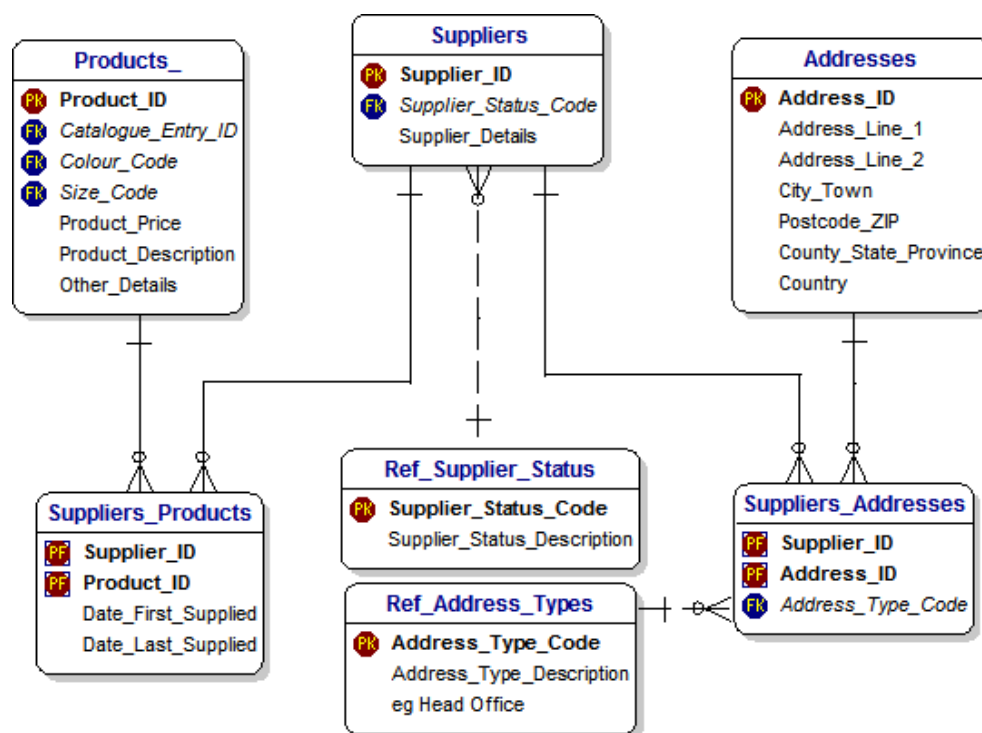 Products_
PK Product_ID
FK Catalogue_Entry_ID
FK Colour_Code
FK Size_Code
Product_Price
Product_Description
Other_Details
Suppliers
PK Supplier_ID
FK Supplier_Status_Code
Supplier_Details
Addresses
PK Address_ID
Address_Line_1
Address_Line_2
City_Town
Postcode_ZIP
County_State_Province
Country
Suppliers_Products
PF Supplier_ID
PF Product_ID
Date_First_Supplied
Date_Last_Supplied
Ref_Supplier_Status
PK Supplier_Status_Code
Supplier_Status_Description
Ref_Address_Types
PK Address_Type_Code
Address_Type_Description
eg Head Office
Suppliers_Addresses
PF Supplier_ID
PF Address_ID
FK Address_Type_Code